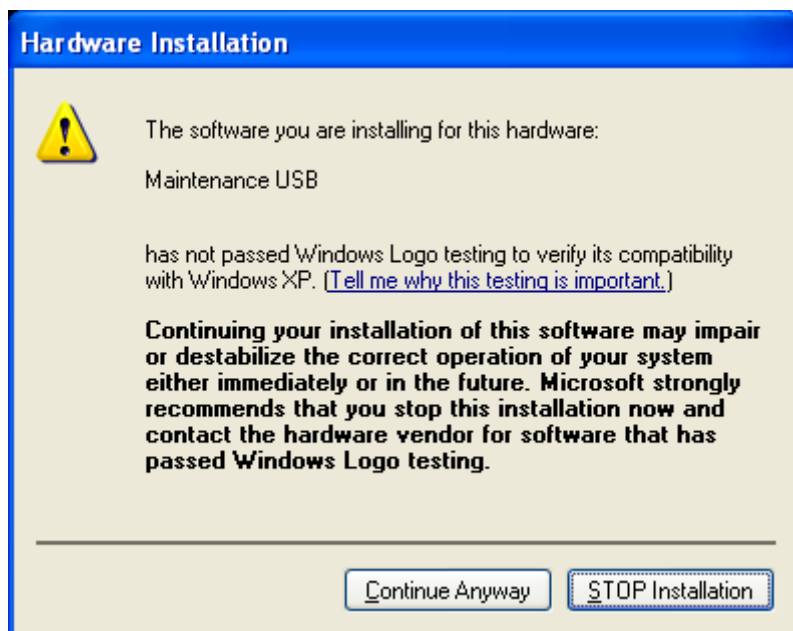 Hardware Installation
The software you are installing for this hardware:
Maintenance USB
has not passed Windows Logo testing to verify its compatibility
with Windows XP. (Tell me why this testing is important.)
Continuing your installation of this software may impair
or destabilize the correct operation of your system
either immediately or in the future. Microsoft strongly
recommends that you stop this installation now and
contact the hardware vendor for software that has
passed Windows Logo testing.
Continue Anyway
STOP Installation